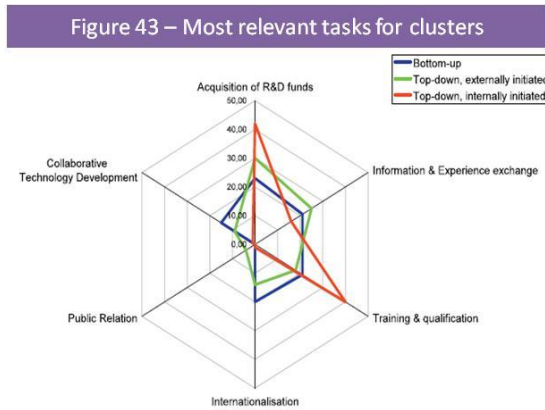 Figure 43 – Most relevant tasks for clusters
Bottom-up
Top-down, externally initiated
Top-down, internally initiated
Acquisition of R&D funds
50,00
40,00
30,00
20,00
10,00
0,00
Information & Experience exchange
Training & qualification
Internationalisation
Public Relation
Collaborative
Technology Development